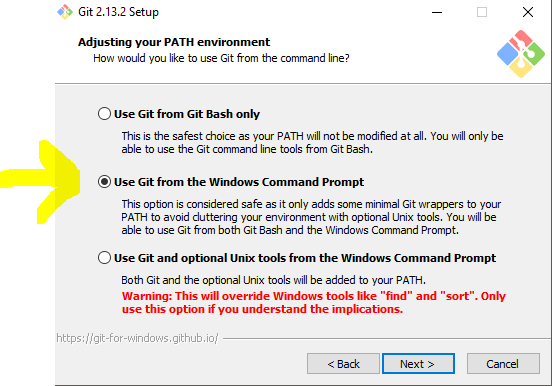 Git 2.13.2 Setup
Adjusting your PATH environment
How would you like to use Git from the command line?
Use Git from Git Bash only
This is the safest choice as your PATH will not be modified at all. You will only be
able to use the Git command line tools from Git Bash.
Use Git from the Windows Command Prompt
This option is considered safe as it only adds some minimal Git wrappers to your
PATH to avoid cluttering your environment with optional Unix tools. You will be
able to use Git from both Git Bash and the Windows Command Prompt.
Use Git and optional Unix tools from the Windows Command Prompt
Both Git and the optional Unix tools will be added to your PATH.
Warning: This will override Windows tools like "find" and "sort". Only
use this option if you understand the implications.
https://git-for-windows.github.io/
< Back
Next >
Cancel